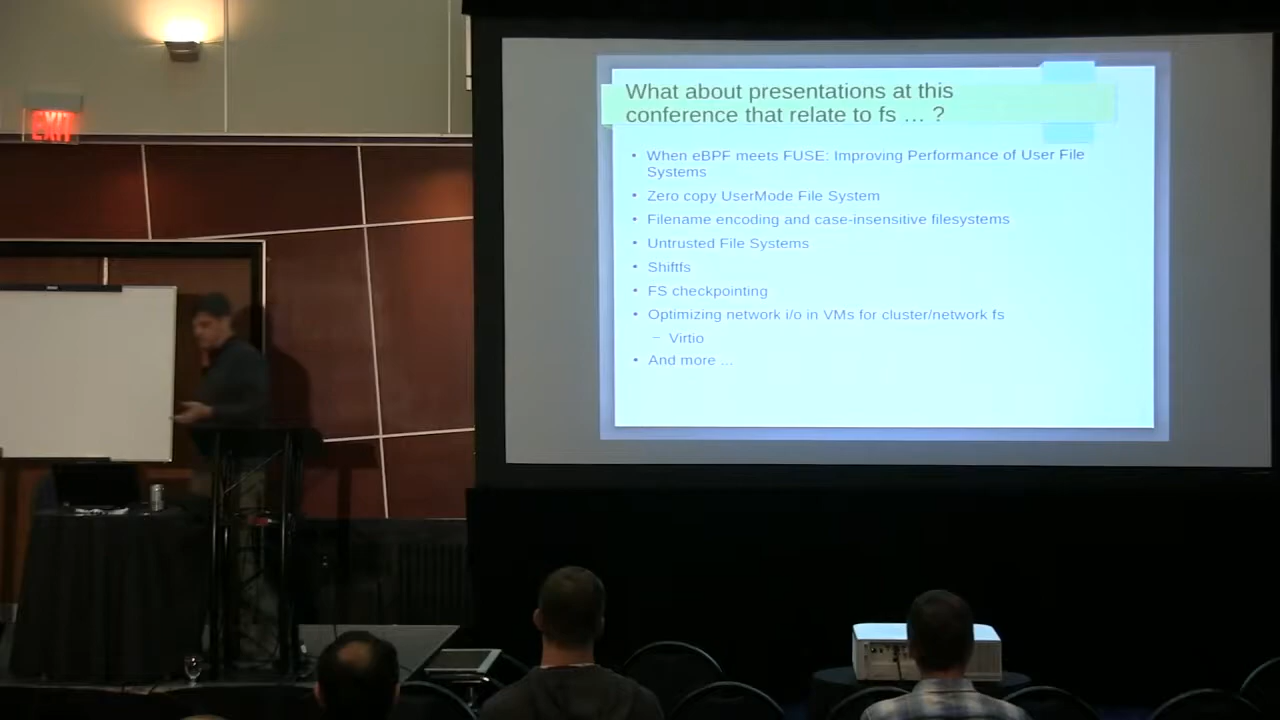 EXIT
What about presentations at this
conference that relate to fs ... ?
• When eBPF meets FUSE: Improving Performance of User File
Systems
• Zero copy UserMode File System
• Filename encoding and case-insensitive filesystems
• Untrusted File Systems
• Shiftfs
• FS checkpointing
• Optimizing network i/o in VMs for cluster/network fs
– Virtio
• And more ...